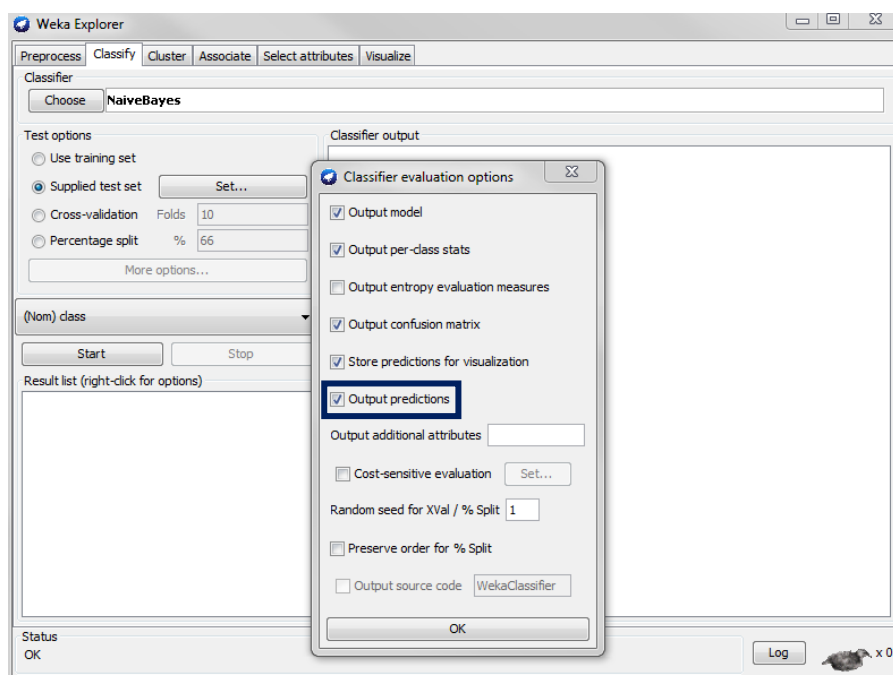 Weka Explorer
Preprocess Classify Cluster Associate Select attributes Visualize
Classifier
Choose NaiveBayes
Test options
Use training set
Supplied test set Set...
Cross-validation Folds 10
Percentage split % 66
More options...
(Nom) class
Start Stop
Result list (right-click for options)
Classifier output
Classifier evaluation options
Output model
Output per-class stats
Output entropy evaluation measures
Output confusion matrix
Store predictions for visualization
Output predictions
Output additional attributes
Cost-sensitive evaluation Set...
Random seed for XVal / % Split 1
Preserve order for % Split
Output source code WekaClassifier
OK
Status
OK
Log x 0